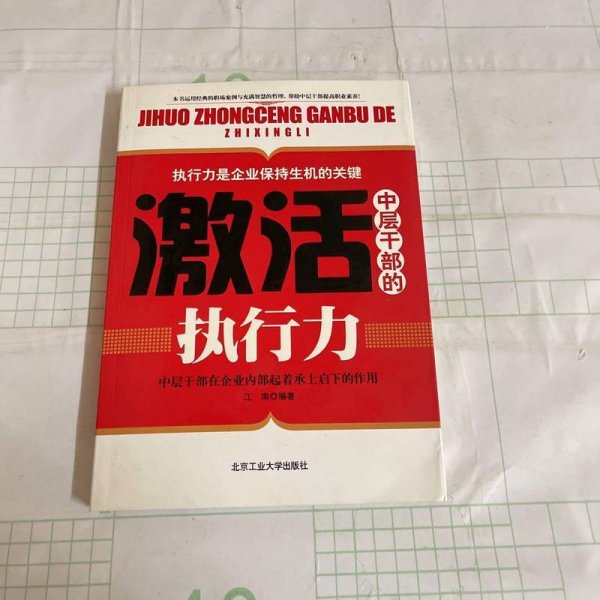 本书运用经典的职场案例与充满智慧的哲理，帮助中层干部提高职业素养！
JIHUO ZHONGCENG GANBU DE
ZHIXINGLI
执行力是企业保持生机的关键
激活
中层干部的
执行力
中层干部在企业内部起着承上启下的作用
江 南◎编著
北京工业大学出版社